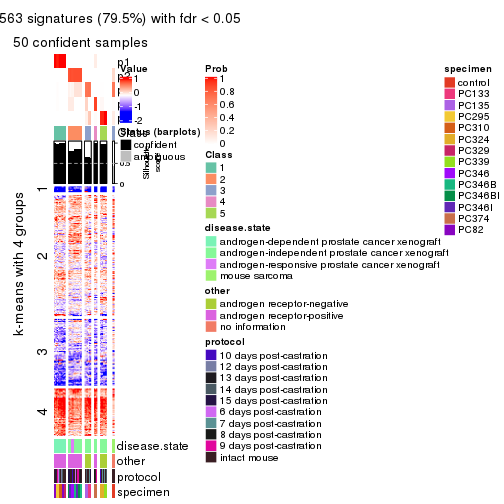 563 signatures (79.5%) with fdr < 0.05
50 confident samples
k-means with 4 groups
1
2
3
4
p1
Value
1
0
-1
-2
Status (barplots)
confident
ambiguous
0.5
disease.state
other
protocol
specimen
Prob
1
0.8
0.6
0.4
0.2
0
Class
1
2
3
4
5
disease.state
androgen-dependent prostate cancer xenograft
androgen-independent prostate cancer xenograft
androgen-responsive prostate cancer xenograft
mouse sarcoma
other
androgen receptor-negative
androgen receptor-positive
no information
protocol
10 days post-castration
12 days post-castration
13 days post-castration
14 days post-castration
15 days post-castration
6 days post-castration
7 days post-castration
8 days post-castration
9 days post-castration
intact mouse
specimen
control
PC133
PC135
PC295
PC310
PC324
PC329
PC339
PC346
PC346B
PC346BI
PC346I
PC374
PC82